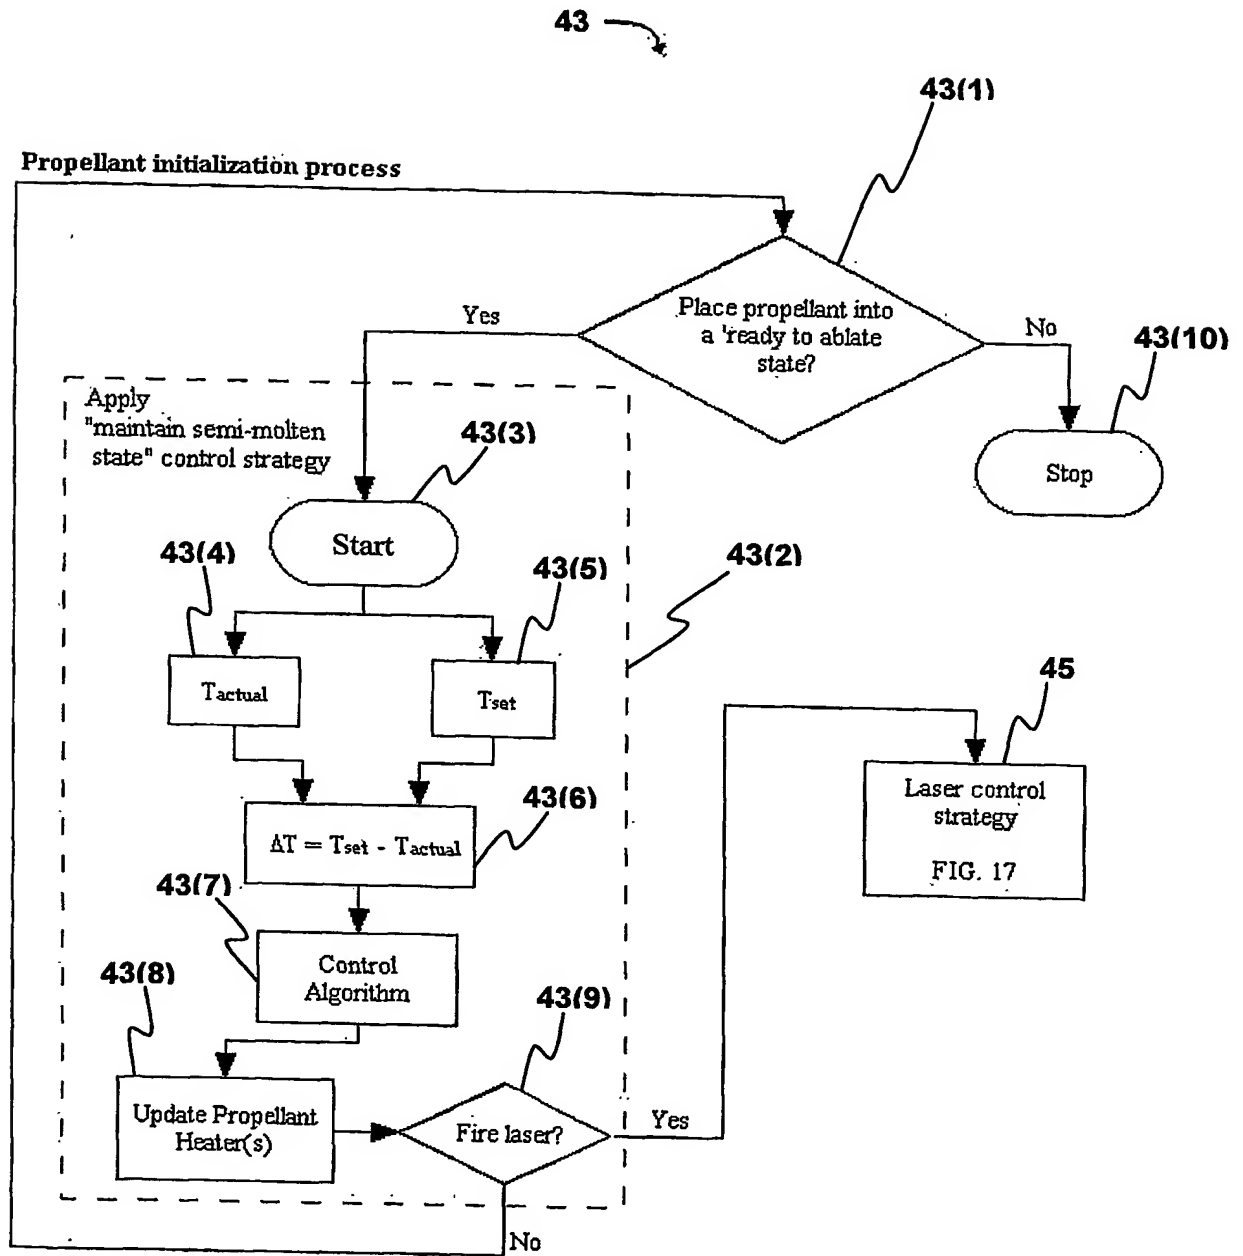 43
43(1)
Propellant initialization process
Yes
Place propellant into
a 'ready to ablate
state?
No
43(10)
Stop
Apply
"maintain semi-molten
state" control strategy
43(3)
Start
43(4)
43(5)
43(2)
Tactual
Tset
45
Laser control
strategy
FIG. 17
43(6)
ΔT = Tset - Tactual
43(7)
Control
Algorithm
43(8)
43(9)
Update Propellant
Heater(s)
Fire laser?
Yes
No